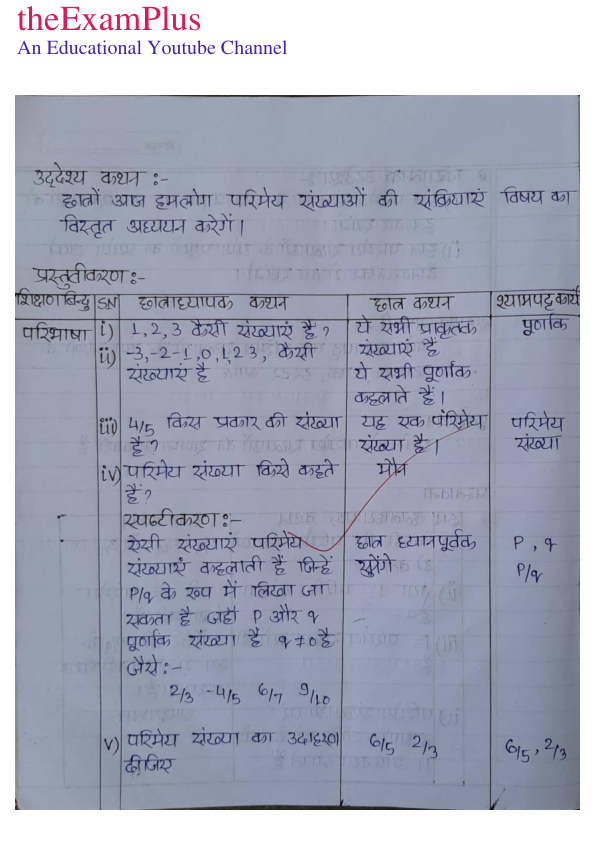 theExamPlus
An Educational Youtube Channel
उद्देश्य कथन :-
छात्रों आज हमलोग परिमेय संख्याओं की संक्रियाएं विषय का
विस्तृत अध्ययन करेगें।
प्रस्तुतीकरण :-
शिक्षण बिन्दु S.N छात्राध्यापक कथन छात्र कथन श्यामपट्ट कार्य
परिभाषा i) 1, 2, 3 कैसी संख्याएं है? ये सभी प्राकृतक पूर्णांक
ii) -3,-2-1,0,1,2 3, कैसी संख्याएं है
संख्याएं है ये सभी पूर्णांक
कहलाते हैं।
iii) 4/5 किस प्रकार की संख्या यह एक परिमेय परिमेय
है? संख्या है। संख्या
iv) परिमेय संख्या किसे कहते मौन
हैं?
स्पष्टीकरण :-
ऐसी संख्याएं परिमेय छात्र ध्यानपूर्वक P, q
संख्याएं कहलाती हैं जिन्हें सुनेंगे P/q
P/q के रूप में लिखा जा
सकता है जहाँ P और q
पूर्णांक संख्या है q ≠ 0 है
जैसे :-
2/3 -4/5 6/7 9/10
v) परिमेय संख्या का उदाहरण 6/5 2/3 6/5, 2/3
दीजिए